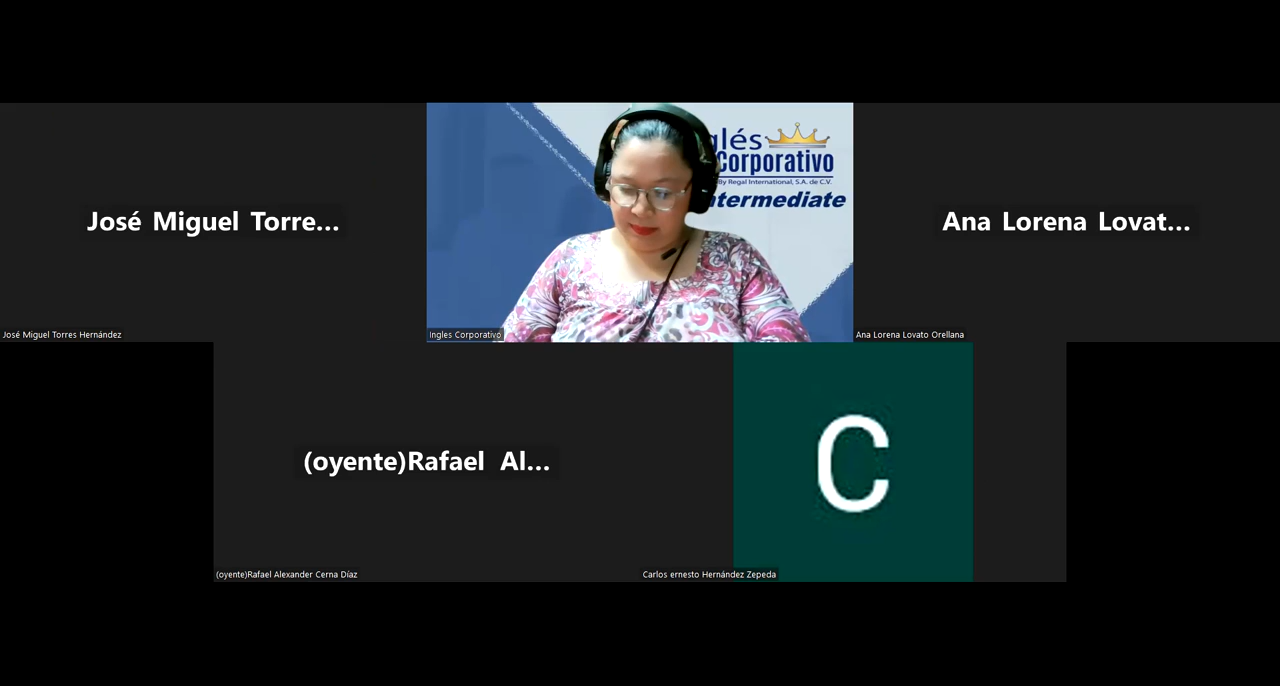 José Miguel Torre...
José Miguel Torres Hernández
glés
Corporativo
By Regal International, S.A. de C.V.
ntermediate
Ingles Corporativo
Ana Lorena Lovat...
Ana Lorena Lovato Orellana
(oyente)Rafael Al...
(oyente)Rafael Alexander Cerna Díaz
C
Carlos ernesto Hernández Zepeda